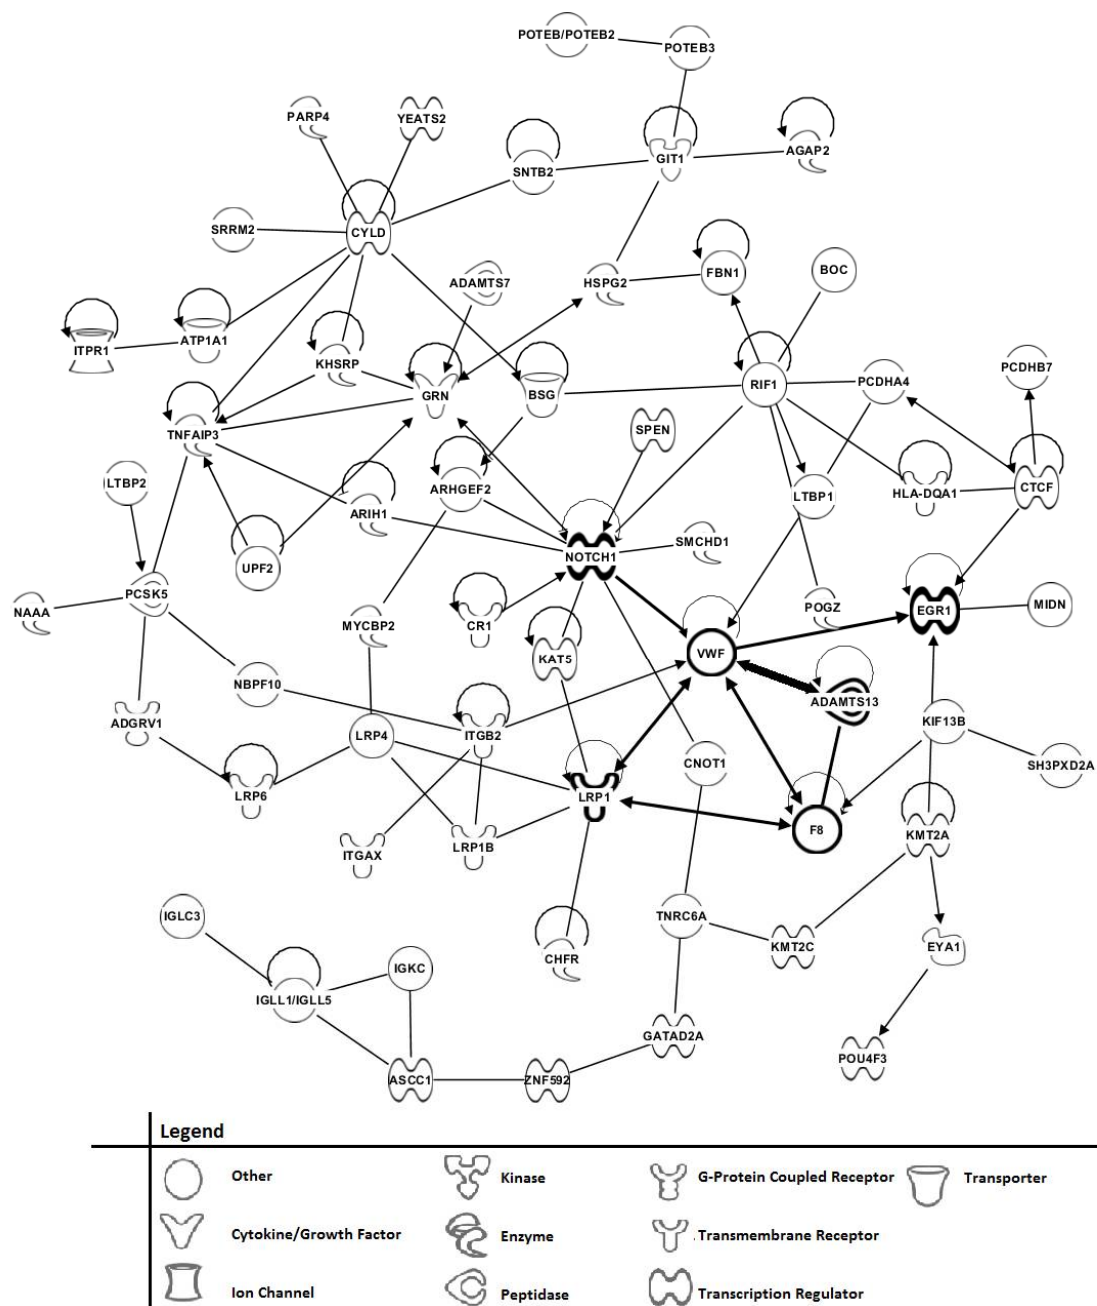 POTEB/POTEB2
POTEB3
PARP4
YEATS2
GIT1
AGAP2
SNTB2
SRRM2
CYLD
ADAMTS7
HSPG2
FBN1
BOC
ITPR1
ATP1A1
KHSRP
GRN
BSG
RIF1
PCDHA4
PCDHB7
TNFAIP3
SPEN
LTBP2
ARHGEF2
LTBP1
HLA-DQA1
CTCF
ARIH1
NOTCH1
SMCHD1
UPF2
PCSK5
NAAA
MYCBP2
CR1
POGZ
EGR1
MIDN
KAT5
VWF
NBPF10
ADAMTS13
ADGRV1
LRP4
ITGB2
KIF13B
CNOT1
SH3PXD2A
LRP6
LRP1
F8
KMT2A
ITGAX
LRP1B
IGLC3
TNRC6A
KMT2C
EYA1
CHFR
IGKC
IGLL1/IGLL5
GATAD2A
POU4F3
ASCC1
ZNF592
Legend
Other
Kinase
G-Protein Coupled Receptor
Transporter
Cytokine/Growth Factor
Enzyme
Transmembrane Receptor
Ion Channel
Peptidase
Transcription Regulator